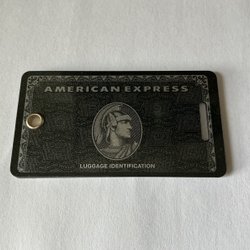 AMERICAN EXPRESS
LUGGAGE IDENTIFICATION